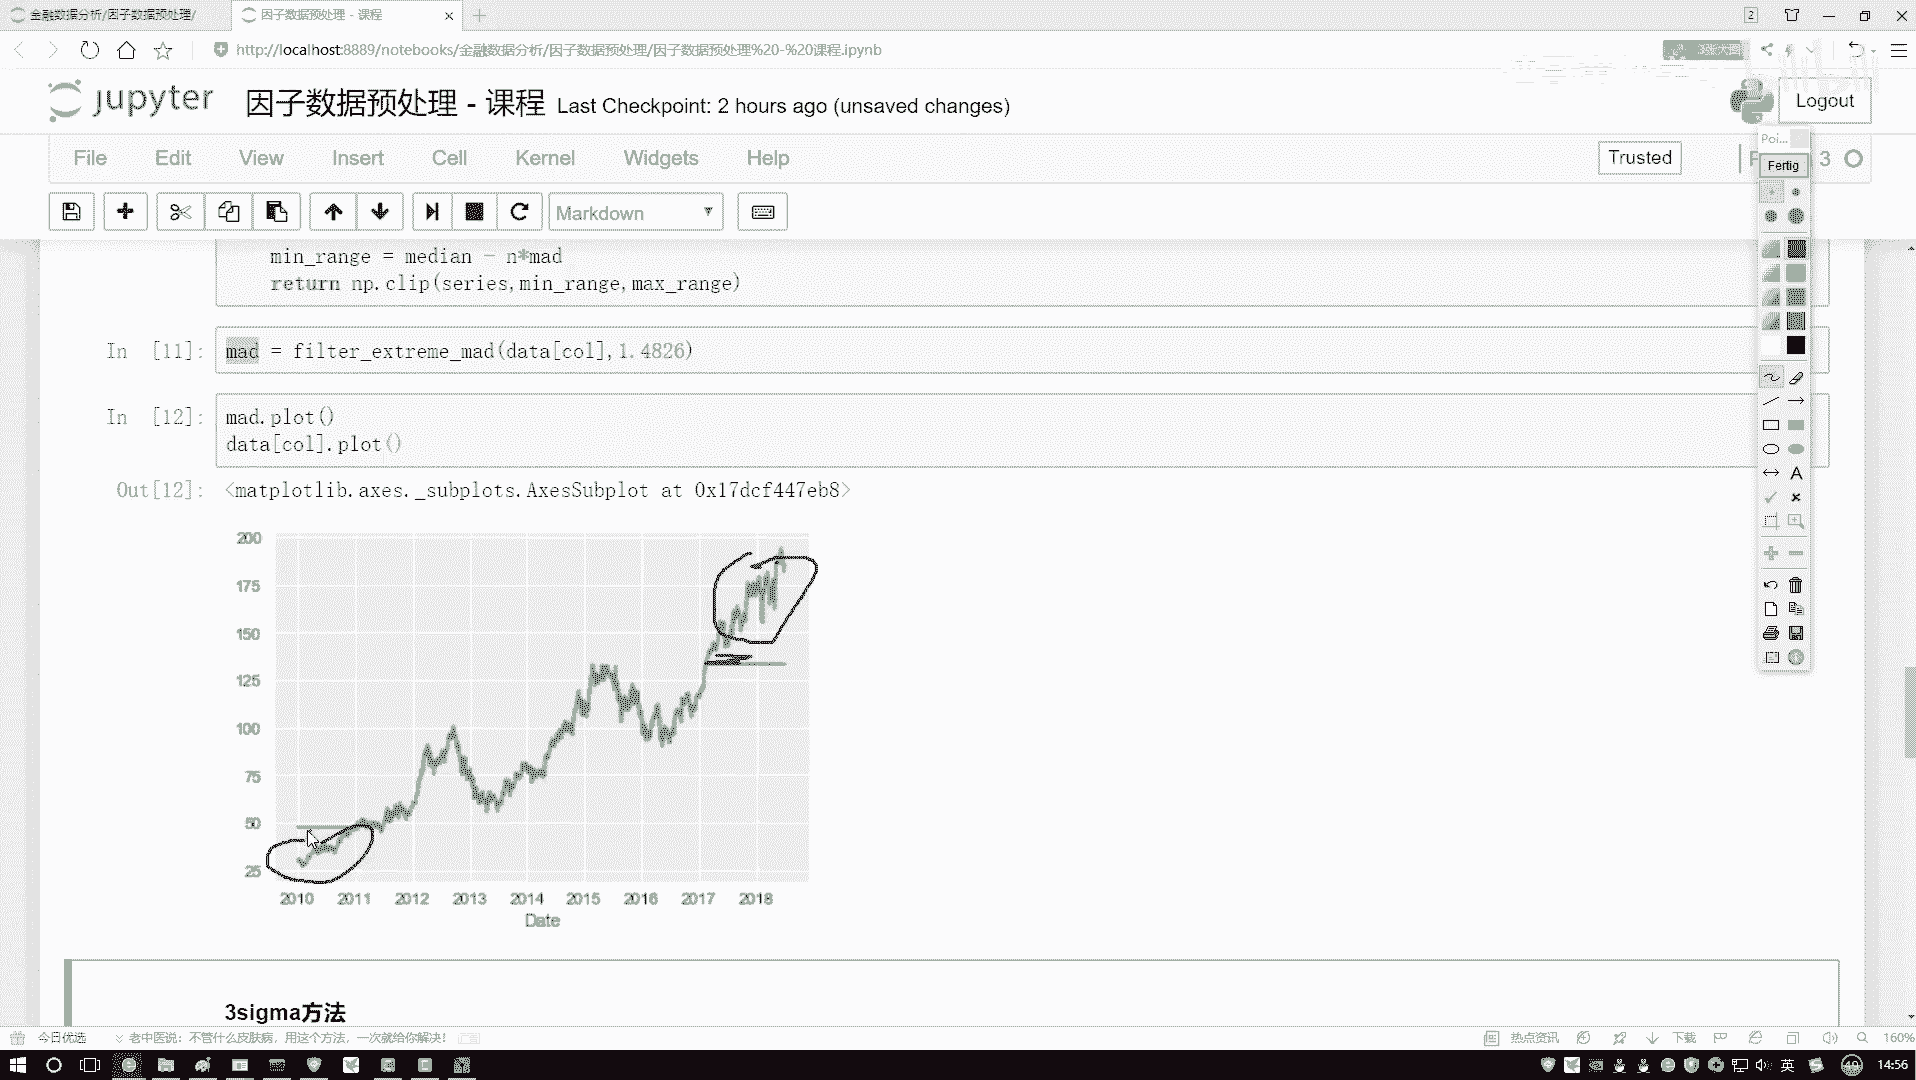 金融数据分析/因子数据预处理/
因子数据预处理 - 课程
2
http://localhost:8889/notebooks/金融数据分析/因子数据预处理/因子数据预处理%20-%20课程.ipynb
3张大图
jupyter 因子数据预处理 - 课程 Last Checkpoint: 2 hours ago (unsaved changes)
Logout
Poi...
File Edit View Insert Cell Kernel Widgets Help
Trusted
3
Fertig
Markdown
min_range = median - n*mad
return np.clip(series,min_range,max_range)
In [11]: mad = filter_extreme_mad(data[col],1.4826)
In [12]: mad.plot()
data[col].plot()
Out[12]: <matplotlib.axes._subplots.AxesSubplot at 0x17dcf447eb8>
200
175
150
125
100
75
50
25
2010 2011 2012 2013 2014 2015 2016 2017 2018
Date
3sigma方法
今日优选 老中医说：不管什么皮肤病，用这个方法，一次就给你解决！
热点资讯 下载 160%
英 49 14:56